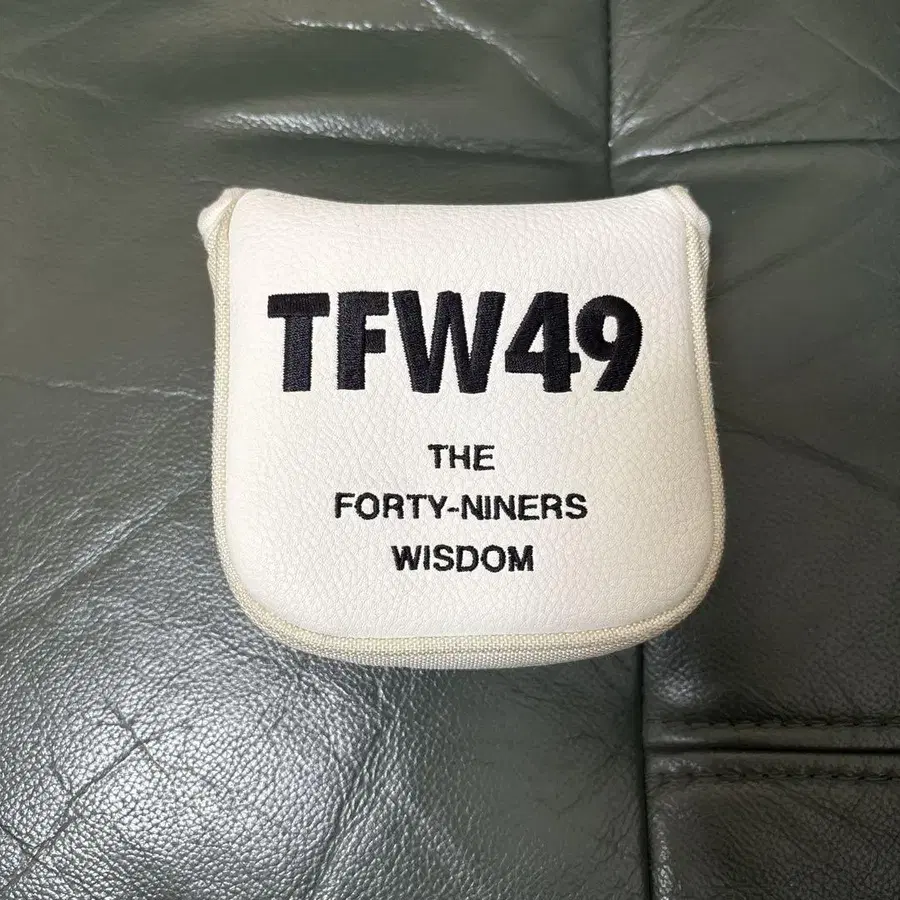 TFW49
THE
FORTY-NINERS
WISDOM